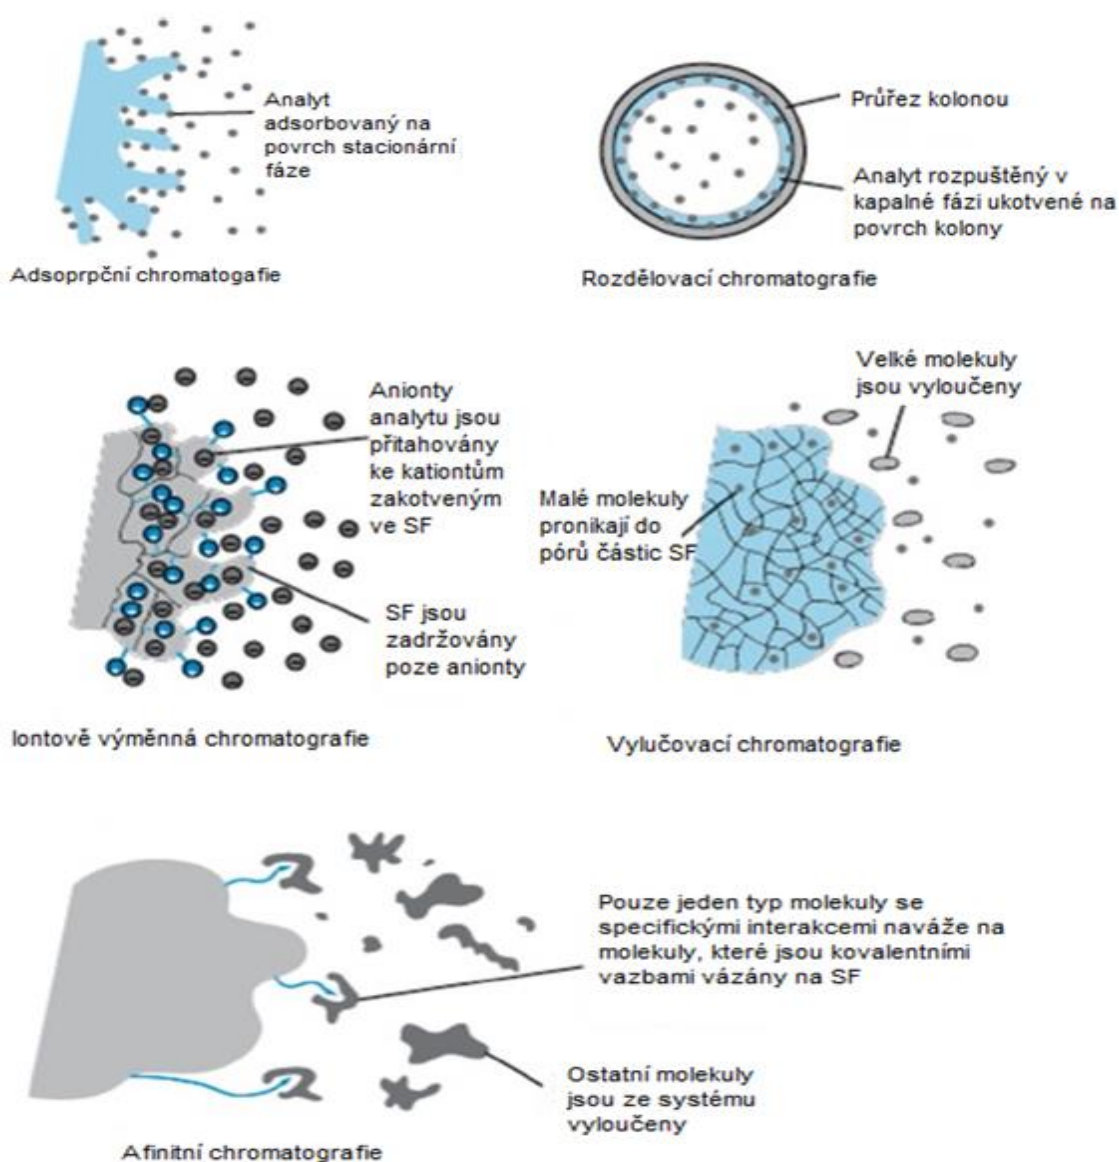 Analyt
adsorbovaný na
povrch stacionární
fáze
Adsoprpční chromatogafie
Průřez kolonou
Analyt rozpuštěný v
kapalné fázi ukotvené na
povrch kolony
Rozdělovací chromatografie
Anionty
analytu jsou
přitahovány
ke kationtům
zakotveným
ve SF
SF jsou
zadržovány
poze anionty
Iontově výměnná chromatografie
Velké molekuly
jsou vyloučeny
Malé molekuly
pronikají do
pórů částic SF
Vylučovací chromatografie
Pouze jeden typ molekuly se
specifickými interakcemi naváže na
molekuly, které jsou kovalentními
vazbami vázány na SF
Ostatní molekuly
jsou ze systému
vyloučeny
Afinitní chromatografie